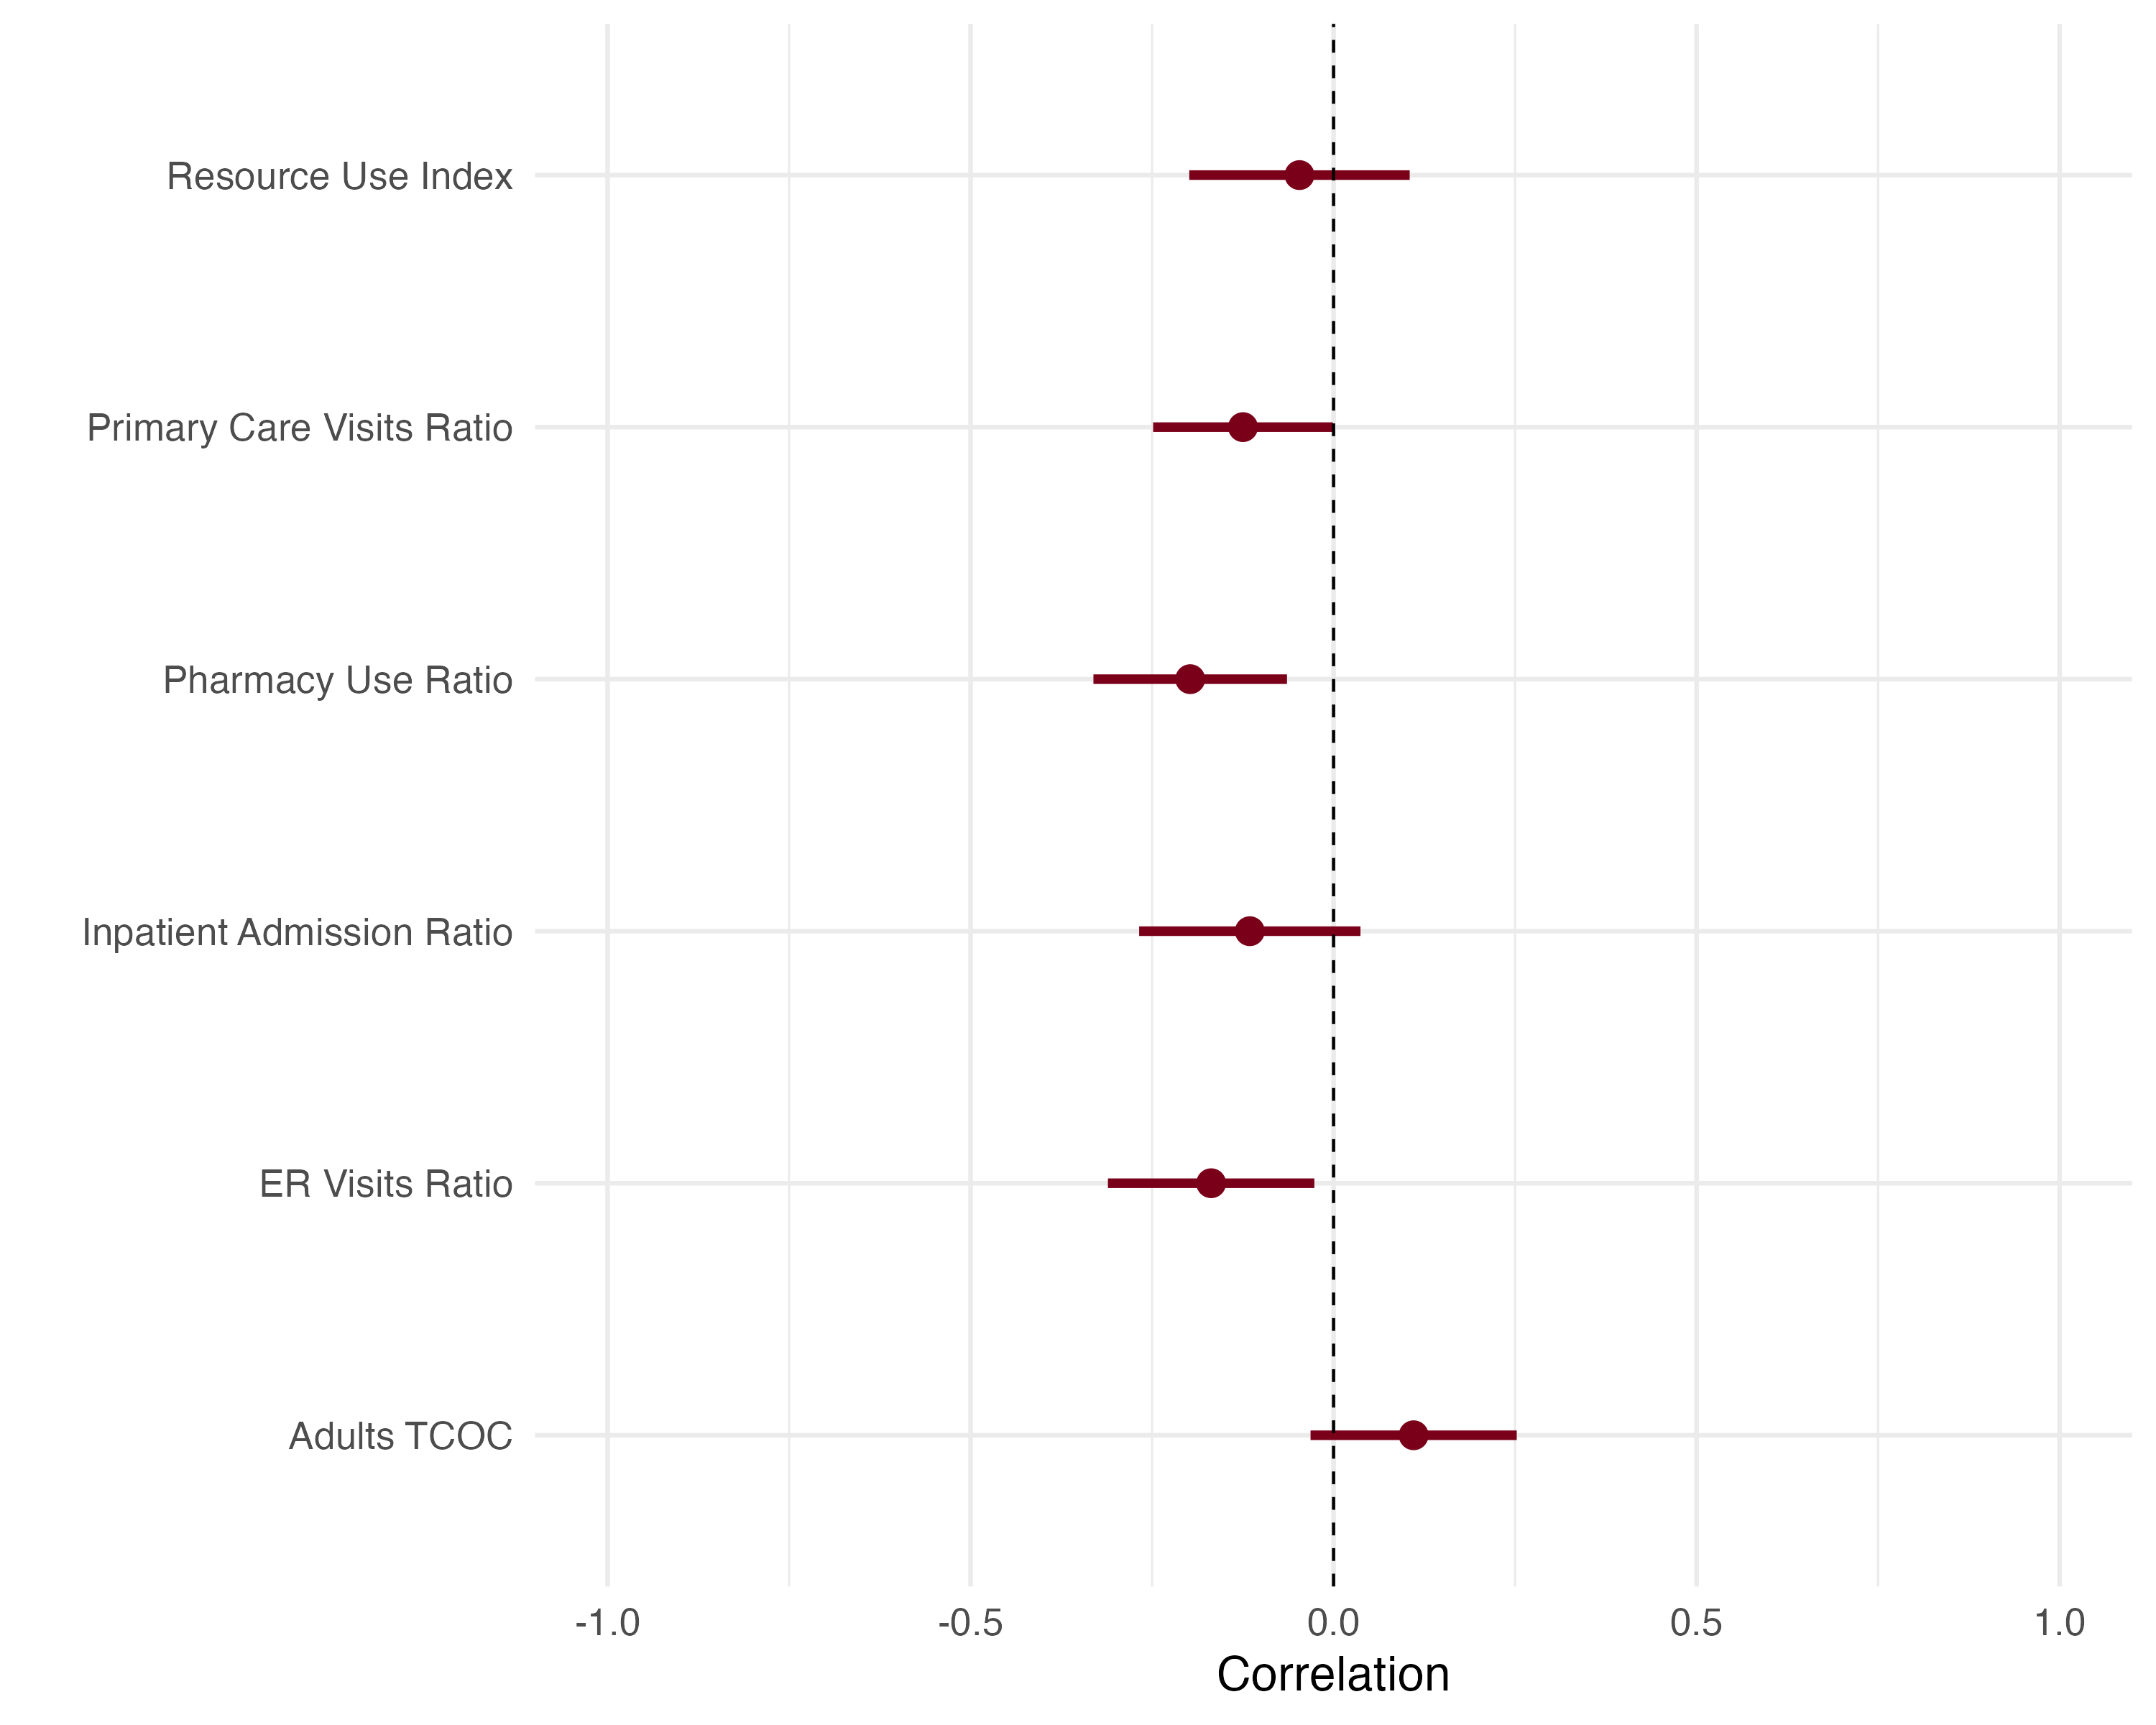 Resource Use Index
Primary Care Visits Ratio
Pharmacy Use Ratio
Inpatient Admission Ratio
ER Visits Ratio
Adults TCOC
-1.0 -0.5 0.0 0.5 1.0
Correlation